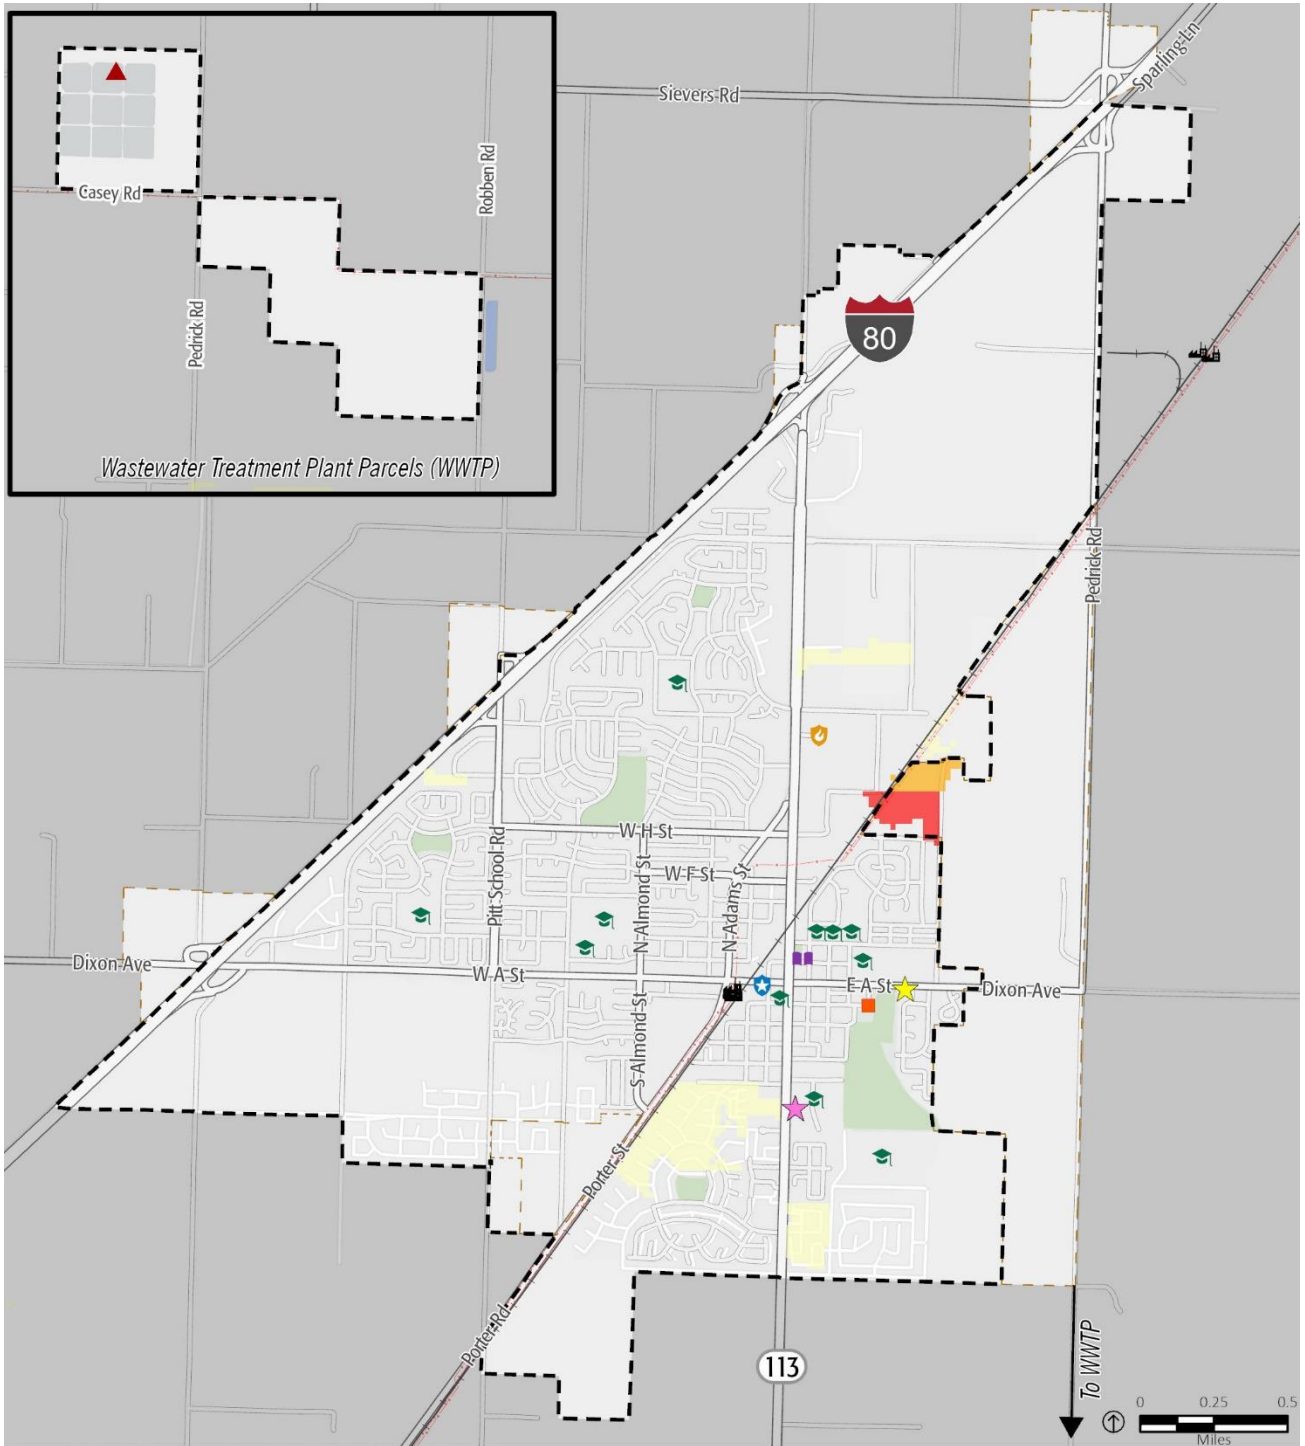 Sparling Ln
Sievers Rd
Robben Rd
Casey Rd
Pedrick Rd
80
Wastewater Treatment Plant Parcels (WWTP)
Pedrick Rd
W H St
Pitt School Rd
N Almond St
W F St
N Adams St
Dixon Ave
W A St
E A St
Dixon Ave
S Almond St
Porter St
Porter Rd
113
To WWTP
0 0.25 0.5
Miles